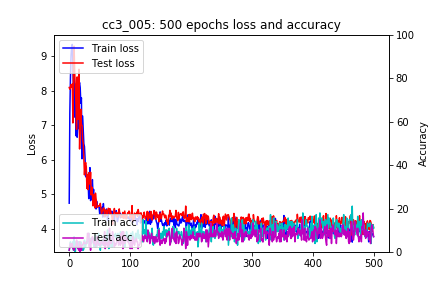 cc3_005: 500 epochs loss and accuracy
Train loss
Test loss
Train acc
Test acc
Loss
9
8
7
6
5
4
Accuracy
100
80
60
40
20
0
0
100
200
300
400
500